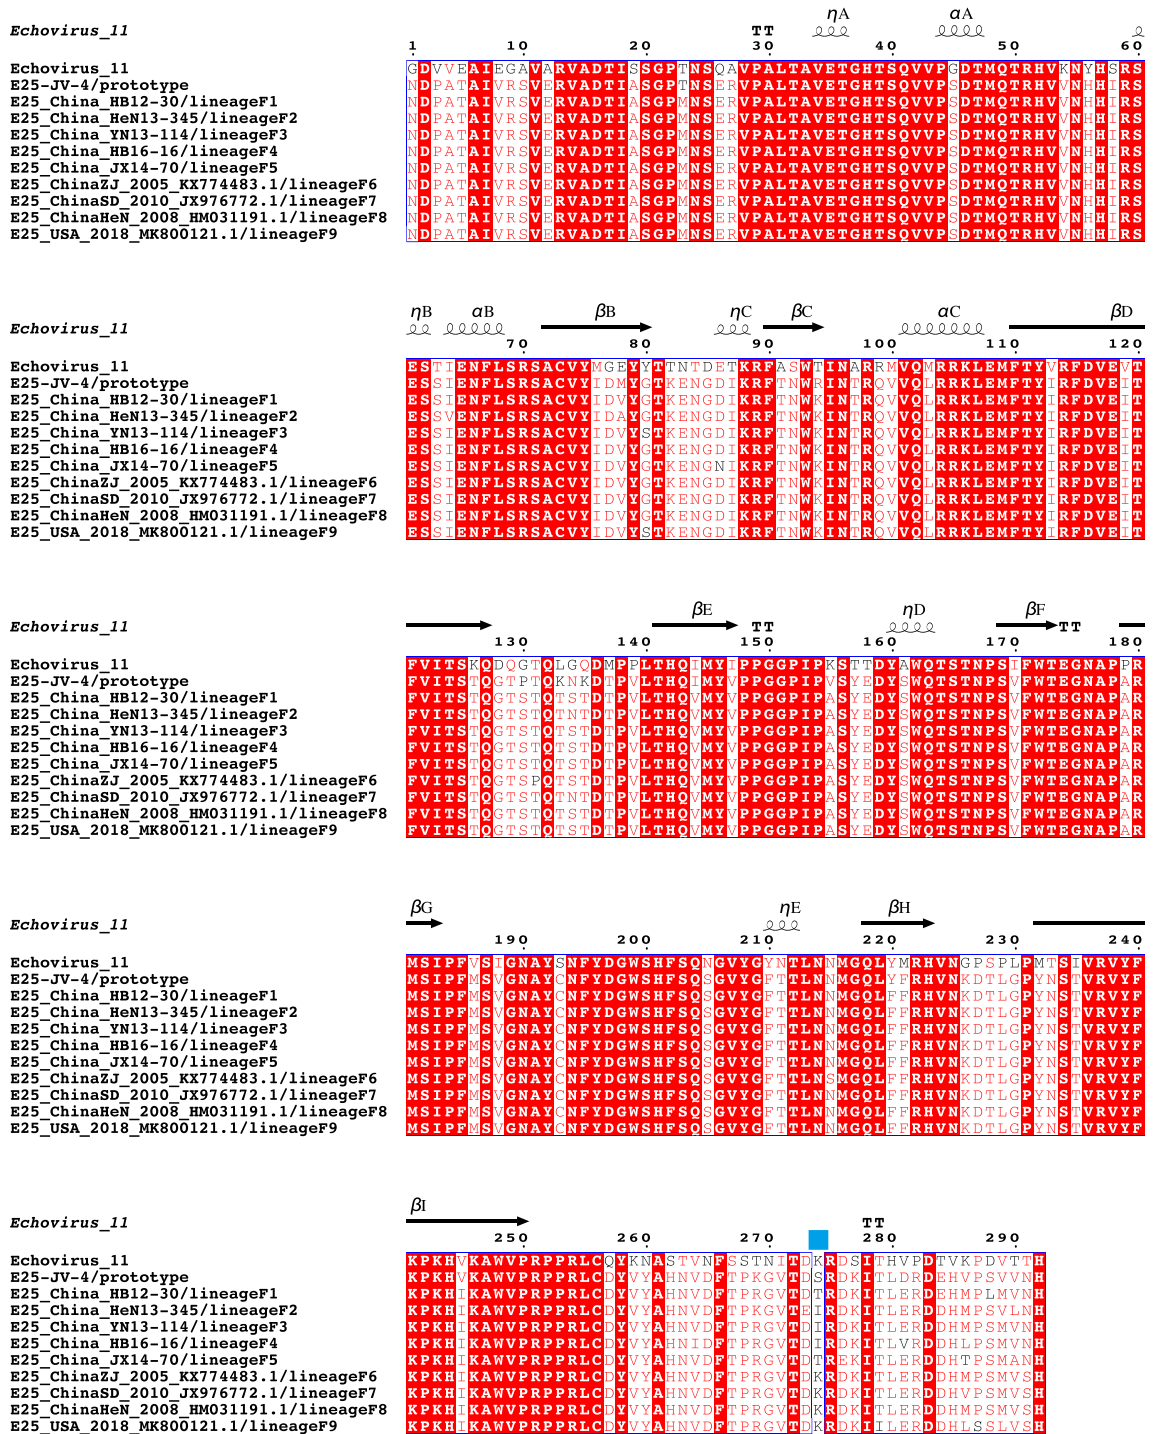 ηA αA
Echovirus_11 TT
1 10 20 30 40 50 60
Echovirus_11 GDVVEAIEGAVARVADTISSGPTNSQAVPALTAVETGHTSQVVPGDTMQTRHVKNYHSRS
E25-JV-4/prototype NDPATAIVRSVERVADTIASGPTNSERVPALTAVETGHTSQVVPSDTMQTRHVVNHHIRS
E25_China_HB12-30/lineageF1 NDPATAIVRSVERVADTIASGPMNSERVPALTAVETGHTSQVVPSDTMQTRHVVNHHIRS
E25_China_HeN13-345/lineageF2 NDPATAIVRSVERVADTIASGPMNSERVPALTAVETGHTSQVVPSDTMQTRHVVNHHIRS
E25_China_YN13-114/lineageF3 NDPATAIVRSVERVADTIASGPMNSERVPALTAVETGHTSQVVPSDTMQTRHVVNHHIRS
E25_China_HB16-16/lineageF4 NDPATAIVRSVERVADTIASGPMNSERVPALTAVETGHTSQVVPSDTMQTRHVVNHHIRS
E25_China_JX14-70/lineageF5 NDPATAIVRSVERVADTIASGPMNSERVPALTAVETGHTSQVVPSDTMQTRHVVNHHIRS
E25_ChinaZJ_2005_KX774483.1/lineageF6 NDPATAIVRSVERVADTIASGPMNSERVPALTAVETGHTSQVVPSDTMQTRHVVNHHIRS
E25_ChinaSD_2010_JX976772.1/lineageF7 NDPATAIVRSVERVADTIASGPMNSERVPALTAVETGHTSQVVPSDTMQTRHVVNHHIRS
E25_ChinaHeN_2008_HM031191.1/lineageF8 NDPATAIVRSVERVADTIASGPMNSERVPALTAVETGHTSQVVPSDTMQTRHVVNHHIRS
E25_USA_2018_MK800121.1/lineageF9 NDPATAIVRSVERVADTIASGPMNSERVPALTAVETGHTSQVVPSDTMQTRHVVNHHIRS
ηB αB βB ηC βC αC βD
Echovirus_11
70 80 90 100 110 120
Echovirus_11 ESTIENFLSRSACVYMGEYYTTNTDETKRFASWTINARRMVQMRRKLEMFTYVRFDVEVT
E25-JV-4/prototype ESSIENFLSRSACVYIDMYGTKENGDIKRFTNWRINTRQVVQLRRKLEMFTYIRFDVEIT
E25_China_HB12-30/lineageF1 ESSIENFLSRSACVYIDVYGTKENGDIKRFTNWKINTRQVVQLRRKLEMFTYIRFDVEIT
E25_China_HeN13-345/lineageF2 ESSVENFLSRSACVYIDAYGTKENGDIKRFTNWKINTRQVVQLRRKLEMFTYIRFDVEIT
E25_China_YN13-114/lineageF3 ESSIENFLSRSACVYIDVYSTKENGDIKRFTNWKINTRQVVQLRRKLEMFTYIRFDVEIT
E25_China_HB16-16/lineageF4 ESSIENFLSRSACVYIDVYGTKENGDIKRFTNWKINTRQVVQLRRKLEMFTYIRFDVEIT
E25_China_JX14-70/lineageF5 ESSIENFLSRSACVYIDVYGTKENGNIKRFTNWKINTRQVVQLRRKLEMFTYIRFDVEIT
E25_ChinaZJ_2005_KX774483.1/lineageF6 ESSIENFLSRSACVYIDVYGTKENGDIKRFTNWKINTRQVVQLRRKLEMFTYIRFDVEIT
E25_ChinaSD_2010_JX976772.1/lineageF7 ESSIENFLSRSACVYIDVYGTKENGDIKRFTNWKINTRQVVQLRRKLEMFTYIRFDVEIT
E25_ChinaHeN_2008_HM031191.1/lineageF8 ESSIENFLSRSACVYIDVYGTKENGDIKRFTNWKINTRQVVQLRRKLEMFTYIRFDVEIT
E25_USA_2018_MK800121.1/lineageF9 ESSIENFLSRSACVYIDVYSTKENGDIKRFTNWKINTRQVVQLRRKLEMFTYIRFDVEIT
βE ηD βF
Echovirus_11 TT TT
130 140 150 160 170 180
Echovirus_11 FVITSKQDQGTQLGQDMPPLTHQIMYIPPGGPIPKSTTDYAWQTSTNPSIFWTEGNAPPR
E25-JV-4/prototype FVITSTQGTPTQKNKDTPVLTHQIMYVPPGGPIPVSYEDYSWQTSTNPSVFWTEGNAPAR
E25_China_HB12-30/lineageF1 FVITSTQGTSTQTSTDTPVLTHQVMYVPPGGPIPASYEDYSWQTSTNPSVFWTEGNAPAR
E25_China_HeN13-345/lineageF2 FVITSTQGTSTQTNTDTPVLTHQVMYVPPGGPIPASYEDYSWQTSTNPSVFWTEGNAPAR
E25_China_YN13-114/lineageF3 FVITSTQGTSTQTSTDTPVLTHQVMYVPPGGPIPASYEDYSWQTSTNPSVFWTEGNAPAR
E25_China_HB16-16/lineageF4 FVITSTQGTSTQTSTDTPVLTHQVMYVPPGGPIPASYEDYSWQTSTNPSVFWTEGNAPAR
E25_China_JX14-70/lineageF5 FVITSTQGTSTQTSTDTPVLTHQVMYVPPGGPIPASYEDYSWQTSTNPSVFWTEGNAPAR
E25_ChinaZJ_2005_KX774483.1/lineageF6 FVITSTQGTSPQTSTDTPVLTHQVMYVPPGGPIPASYEDYSWQTSTNPSVFWTEGNAPAR
E25_ChinaSD_2010_JX976772.1/lineageF7 FVITSTQGTSTQTNTDTPVLTHQVMYVPPGGPIPASYEDYSWQTSTNPSVFWTEGNAPAR
E25_ChinaHeN_2008_HM031191.1/lineageF8 FVITSTQGTSTQTSTDTPVLTHQVMYVPPGGPIPASYEDYSWQTSTNPSVFWTEGNAPAR
E25_USA_2018_MK800121.1/lineageF9 FVITSTQGTSTQTSTDTPVLTHQVMYVPPGGPIPASYEDYSWQTSTNPSVFWTEGNAPAR
βG ηE βH
Echovirus_11
190 200 210 220 230 240
Echovirus_11 MSIPFVSIGNAYSNFYDGWSHFSQNGVYGYNTLNNMGQLYMRHVNGPSPLPMTSIVRVYF
E25-JV-4/prototype MSIPFMSVGNAYCNFYDGWSHFSQSGVYGFTTLNNMGQLYFRHVNKDTLGPYNSTVRVYF
E25_China_HB12-30/lineageF1 MSIPFMSVGNAYCNFYDGWSHFSQSGVYGFTTLNNMGQLYFRHVNKDTLGPYNSTVRVYF
E25_China_HeN13-345/lineageF2 MSIPFMSVGNAYCNFYDGWSHFSQSGVYGFTTLNNMGQLFFRHVNKDTLGPYNSTVRVYF
E25_China_YN13-114/lineageF3 MSIPFMSVGNAYCNFYDGWSHFSQSGVYGFTTLNNMGQLFFRHVNKDTLGPYNSTVRVYF
E25_China_HB16-16/lineageF4 MSIPFMSVGNAYCNFYDGWSHFSQSGVYGFTTLNNMGQLFFRHVNKDTLGPYNSTVRVYF
E25_China_JX14-70/lineageF5 MSIPFMSVGNAYCNFYDGWSHFSQSGVYGFTTLNNMGQLFFRHVNKDTLGPYNSTVRVYF
E25_ChinaZJ_2005_KX774483.1/lineageF6 MSIPFMSVGNAYCNFYDGWSHFSQSGVYGFTTLNSMGQLFFRHVNKDTLGPYNSTVRVYF
E25_ChinaSD_2010_JX976772.1/lineageF7 MSIPFMSVGNAYCNFYDGWSHFSQSGVYGFTTLNNMGQLFFRHVNKDTLGPYNSTVRVYF
E25_ChinaHeN_2008_HM031191.1/lineageF8 MSIPFMSVGNAYCNFYDGWSHFSQSGVYGFTTLNNMGQLFFRHVNKDTLGPYNSTVRVYF
E25_USA_2018_MK800121.1/lineageF9 MSIPFMSVGNAYCNFYDGWSHFSQSGVYGFTTLNNMGQLFFRHVNKDTLGPYNSTVRVYF
βI
Echovirus_11 TT
250 260 270 280 290
Echovirus_11 KPKHVKAWVPRPPRLCQYKNASTVNFSSTNITDKRDSITHVPDTVKPDVTTH
E25-JV-4/prototype KPKHIKAWVPRPPRLCDYVYAHNVDFTPKGVTDSRDKITLDRDEHVPSVVNH
E25_China_HB12-30/lineageF1 KPKHIKAWVPRPPRLCDYVYAHNVDFTPRGVTDTRDKITLERDEHMPLMVNH
E25_China_HeN13-345/lineageF2 KPKHIKAWVPRPPRLCDYVYAHNVDFTPRGVTEIRDKITLERDDHMPSVLNH
E25_China_YN13-114/lineageF3 KPKHIKAWVPRPPRLCDYVYAHNVDFTPRGVTDIRDKITLERDDHMPSMVNH
E25_China_HB16-16/lineageF4 KPKHIKAWVPRPPRLCDYVYAHNIDFTPRGVTDIRDKITLVRDDHLPSMVNH
E25_China_JX14-70/lineageF5 KPKHIKAWVPRPPRLCDYVYAHNVDFTPRGVTDTREKITLERDDHTPSMANH
E25_ChinaZJ_2005_KX774483.1/lineageF6 KPKHIKAWVPRPPRLCDYVYAHNVDFTPRGVTDKRDKITLERDDHMPSMVSH
E25_ChinaSD_2010_JX976772.1/lineageF7 KPKHIKAWVPRPPRLCDYVYAHNVDFTPRGVTDKRDKITLERDDHVPSMVSH
E25_ChinaHeN_2008_HM031191.1/lineageF8 KPKHIKAWVPRPPRLCDYVYAHNVDFTPRGVTDKRDKITLERDDHVPSMVSH
E25_USA_2018_MK800121.1/lineageF9 KPKHIKAWVPRPPRLCDYVYAHNVDFTPRGVTDKRDKIILERDDHLSSLVSH